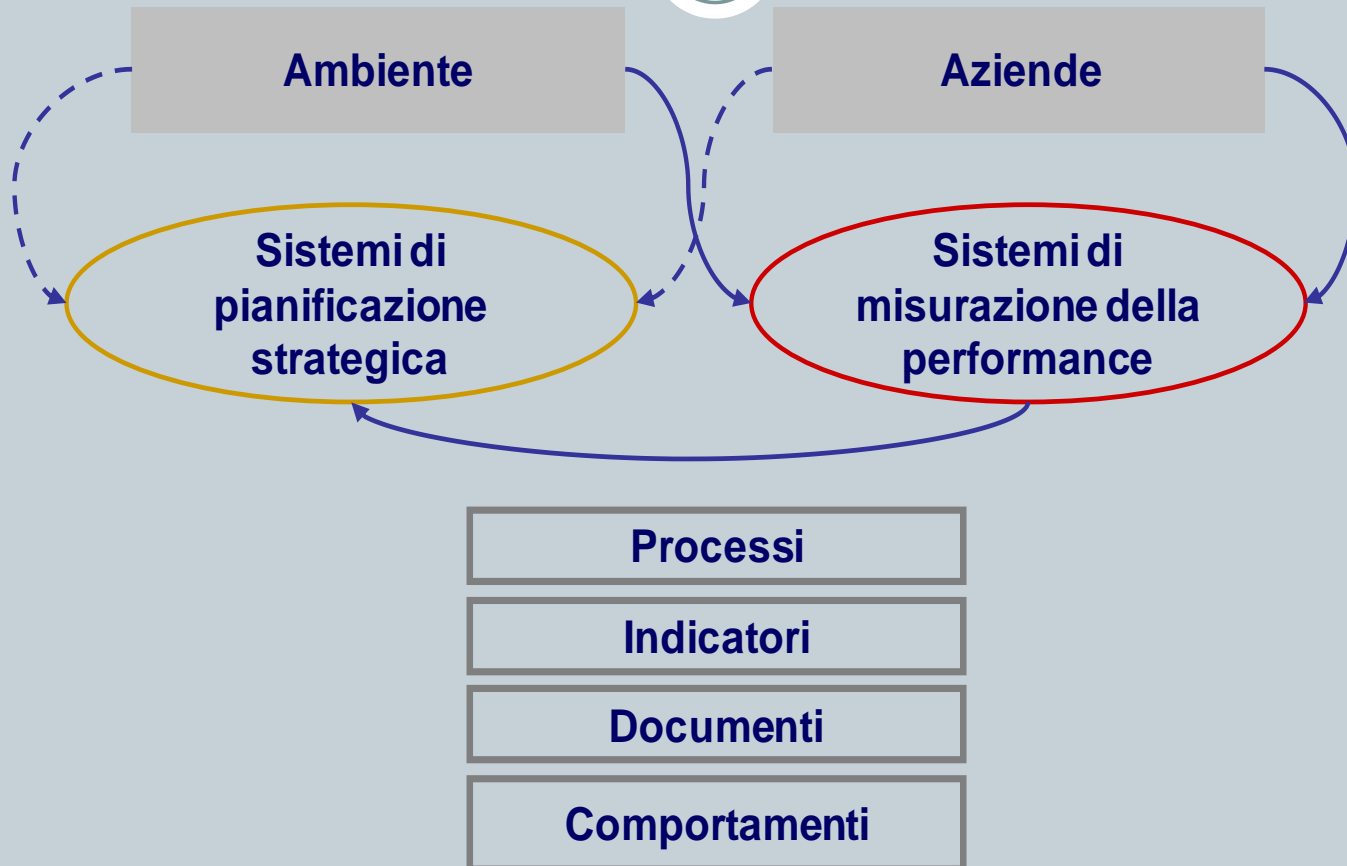 Ambiente
Aziende
Sistemi di
pianificazione
strategica
Sistemi di
misurazione della
performance
Processi
Indicatori
Documenti
Comportamenti